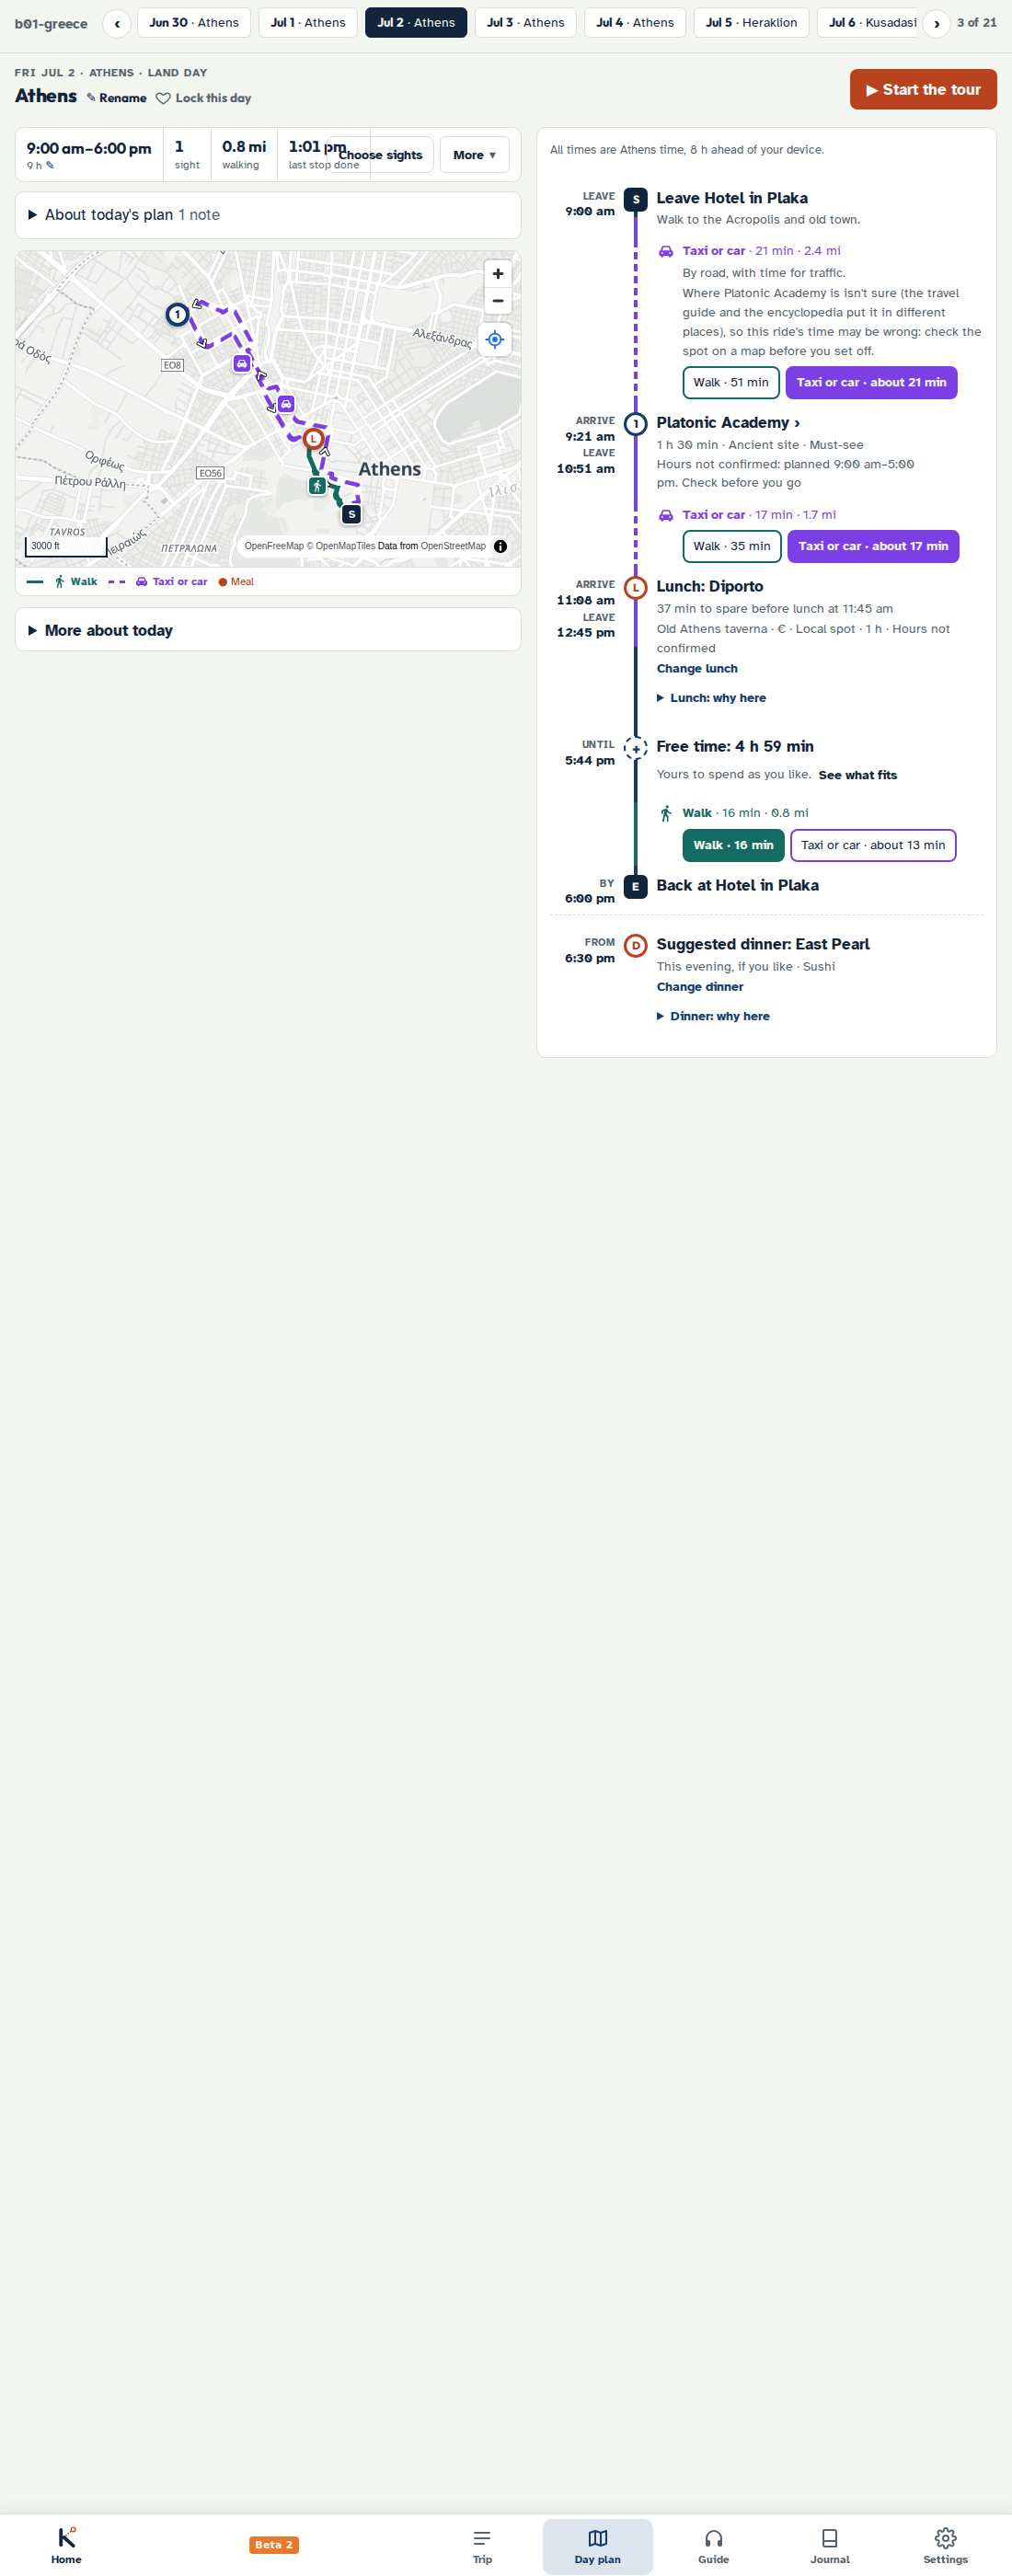 b01-greece
‹
Jun 30 · Athens
Jul 1 · Athens
Jul 2 · Athens
Jul 3 · Athens
Jul 4 · Athens
Jul 5 · Heraklion
Jul 6 · Kusadasi
›
3 of 21
FRI JUL 2 · ATHENS · LAND DAY
Athens ✎ Rename ♡ Lock this day
▶ Start the tour
9:00 am–6:00 pm
9 h ✎
1
sight
0.8 mi
walking
1:01 pm
last stop done
Choose sights
More ▾
▶ About today's plan 1 note
+
−
Αλεξάνδρας
ρά Οδός
EO8
1
L
Ορφέως
EO56
Πέτρου Ράλλη
Athens
Ιλισ
S
TAVROS
3000 ft
ειραιώς
ΠΕΤΡΑΛΩΝΑ
OpenFreeMap © OpenMapTiles Data from OpenStreetMap
Walk
Taxi or car
Meal
▶ More about today
All times are Athens time, 8 h ahead of your device.
LEAVE
9:00 am
S
Leave Hotel in Plaka
Walk to the Acropolis and old town.
Taxi or car · 21 min · 2.4 mi
By road, with time for traffic.
Where Platonic Academy is isn't sure (the travel
guide and the encyclopedia put it in different
places), so this ride's time may be wrong: check the
spot on a map before you set off.
Walk · 51 min
Taxi or car · about 21 min
ARRIVE
9:21 am
LEAVE
10:51 am
1
Platonic Academy ›
1 h 30 min · Ancient site · Must-see
Hours not confirmed: planned 9:00 am–5:00
pm. Check before you go
Taxi or car · 17 min · 1.7 mi
Walk · 35 min
Taxi or car · about 17 min
ARRIVE
11:08 am
LEAVE
12:45 pm
L
Lunch: Diporto
37 min to spare before lunch at 11:45 am
Old Athens taverna · € · Local spot · 1 h · Hours not
confirmed
Change lunch
▶ Lunch: why here
UNTIL
5:44 pm
+
Free time: 4 h 59 min
Yours to spend as you like. See what fits
Walk · 16 min · 0.8 mi
Walk · 16 min
Taxi or car · about 13 min
BY
6:00 pm
E
Back at Hotel in Plaka
FROM
6:30 pm
D
Suggested dinner: East Pearl
This evening, if you like · Sushi
Change dinner
▶ Dinner: why here
Home
Beta 2
Trip
Day plan
Guide
Journal
Settings